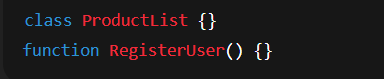 class ProductList {}
function RegisterUser() {}